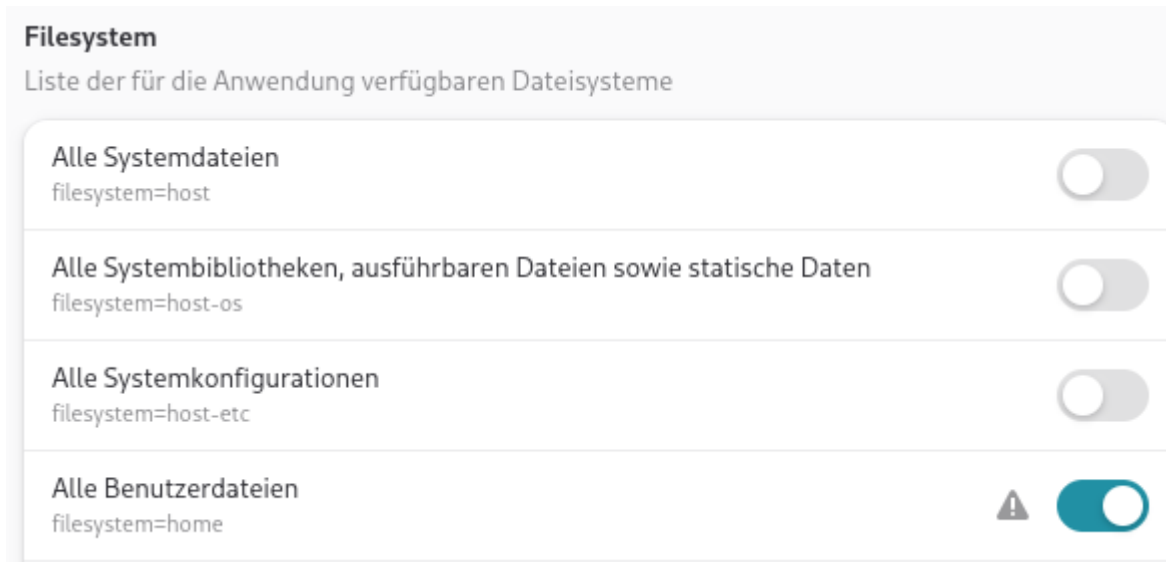 Filesystem
Liste der für die Anwendung verfügbaren Dateisysteme
Alle Systemdateien
filesystem=host
Alle Systembibliotheken, ausführbaren Dateien sowie statische Daten
filesystem=host-os
Alle Systemkonfigurationen
filesystem=host-etc
Alle Benutzerdateien
filesystem=home